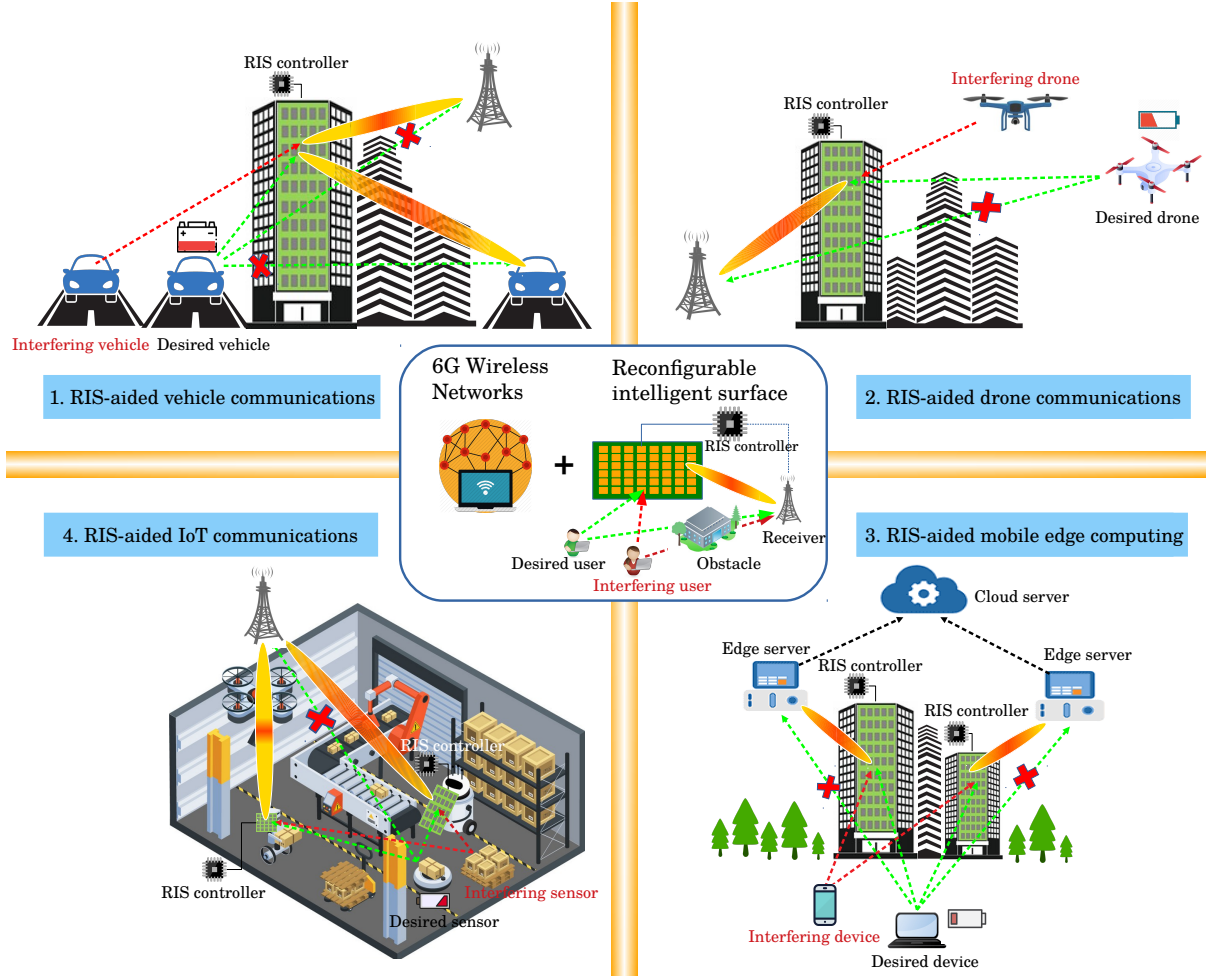 RIS controller
Interfering vehicle
Desired vehicle
1. RIS-aided vehicle communications
Interfering drone
RIS controller
Desired drone
2. RIS-aided drone communications
6G Wireless
Networks
Reconfigurable
intelligent surface
RIS controller
+
Desired user
Interfering user
Obstacle
Receiver
4. RIS-aided IoT communications
RIS controller
RIS controller
Interfering sensor
Desired sensor
3. RIS-aided mobile edge computing
Cloud server
Edge server
Edge server
RIS controller
RIS controller
Interfering device
Desired device